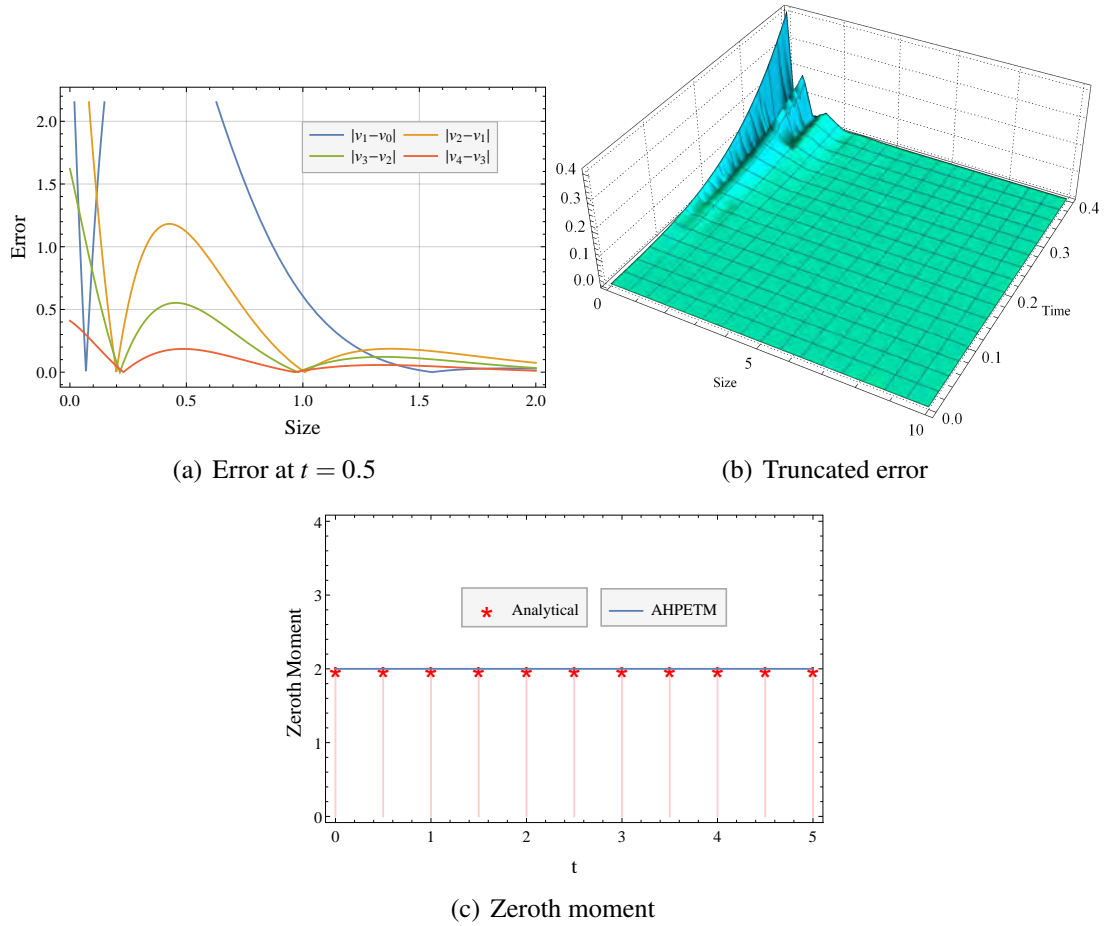 2.0
1.5
1.0
0.5
0.0
Error
|v₁−v₀| |v₂−v₁|
|v₃−v₂| |v₄−v₃|
0.0 0.5 1.0 1.5 2.0
Size
(a) Error at t = 0.5
0.4
0.3
0.2
0.1
0.0
0
5
10
Size
0.0
0.1
0.2
0.3
0.4
Time
(b) Truncated error
4
3
2
1
0
Zeroth Moment
* Analytical AHPETM
0 1 2 3 4 5
t
(c) Zeroth moment